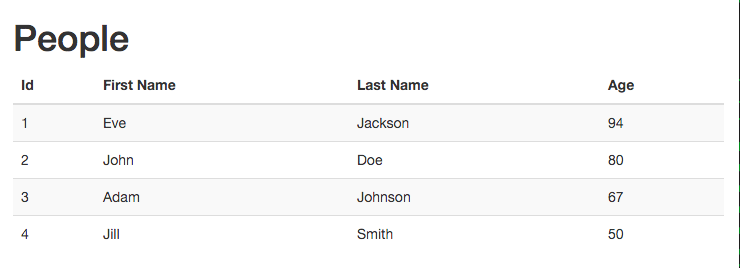 People
Id First Name Last Name Age
1 Eve Jackson 94
2 John Doe 80
3 Adam Johnson 67
4 Jill Smith 50